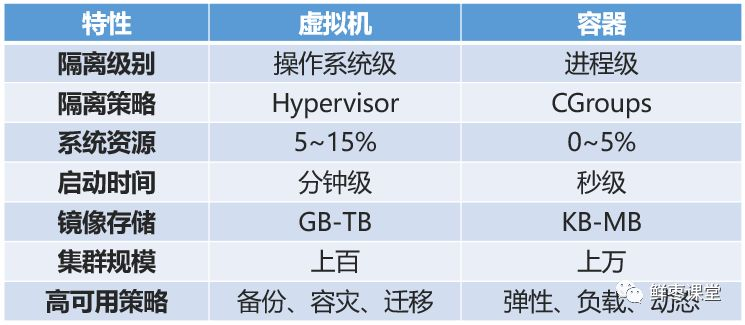 特性 虚拟机 容器
隔离级别 操作系统级 进程级
隔离策略 Hypervisor CGroups
系统资源 5~15% 0~5%
启动时间 分钟级 秒级
镜像存储 GB-TB KB-MB
集群规模 上百 上万
高可用策略 备份、容灾、迁移 弹性、负载、动态
鲜枣课堂